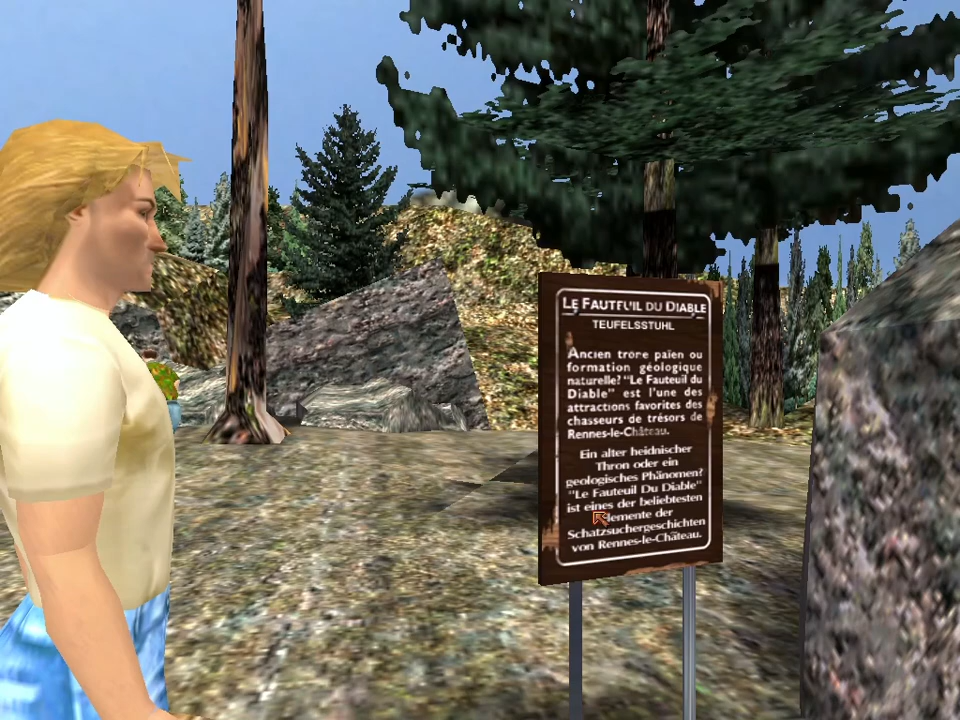 LE FAUTEUIL DU DIABLE
TEUFELSSTUHL
Ancien trône païen ou
formation géologique
naturelle? "Le Fauteuil du
Diable" est l'une des
attractions favorites des
chasseurs de trésors de
Rennes-le-Château.
Ein alter heidnischer
Thron oder ein
geologisches Phänomen?
"Le Fauteuil Du Diable"
ist eines der beliebtesten
Elemente der
Schatzsuchergeschichten
von Rennes-le-Château.